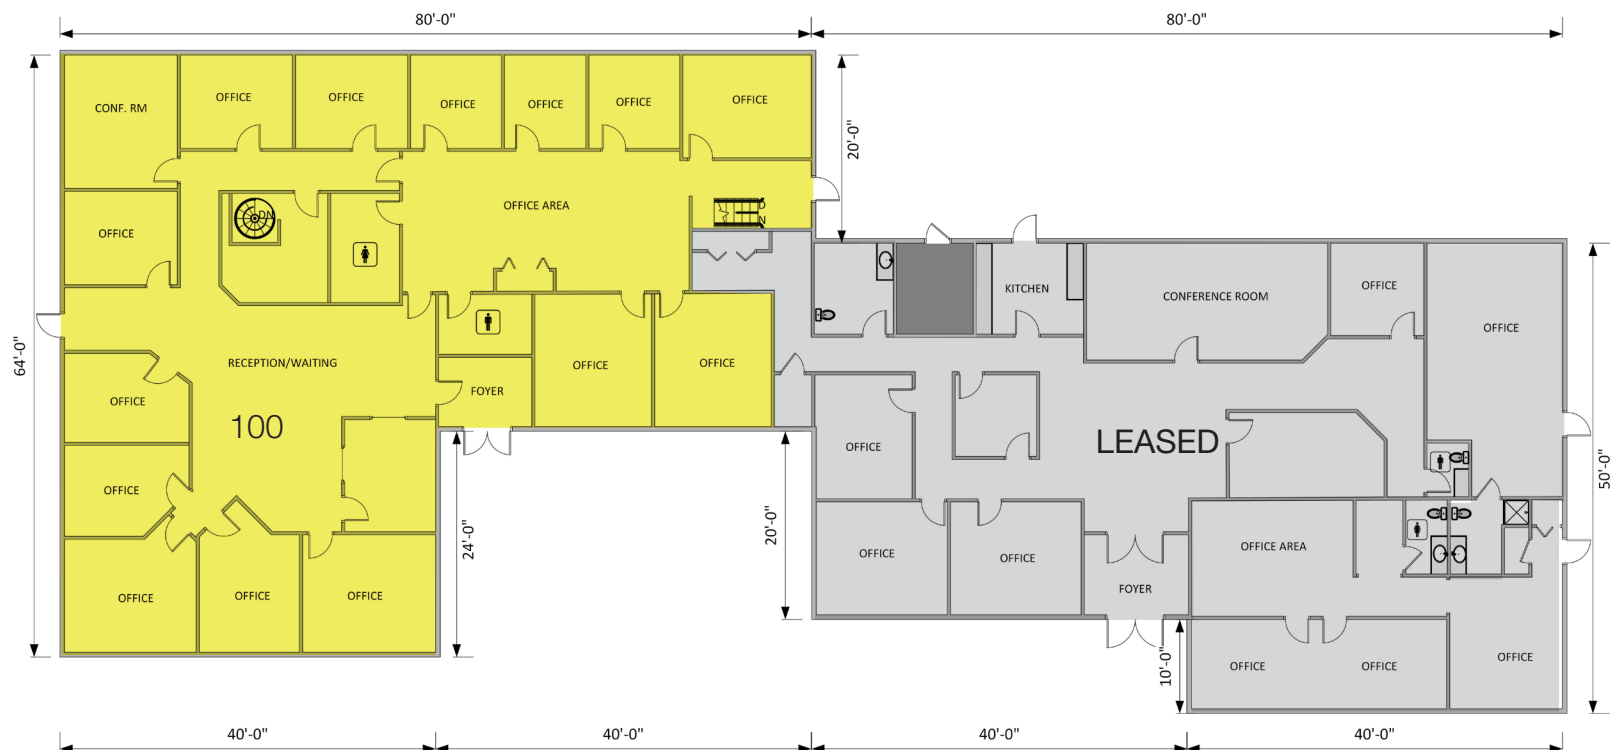 80'-0"
80'-0"
CONF. RM
OFFICE
OFFICE
OFFICE
OFFICE
OFFICE
OFFICE
20'-0"
OFFICE
DN
OFFICE AREA
D
N
KITCHEN
CONFERENCE ROOM
OFFICE
OFFICE
64'-0"
RECEPTION/WAITING
OFFICE
OFFICE
FOYER
OFFICE
100
OFFICE
LEASED
50'-0"
OFFICE
24'-0"
20'-0"
OFFICE
OFFICE
OFFICE AREA
OFFICE
OFFICE
OFFICE
FOYER
10'-0"
OFFICE
OFFICE
OFFICE
40'-0"
40'-0"
40'-0"
40'-0"